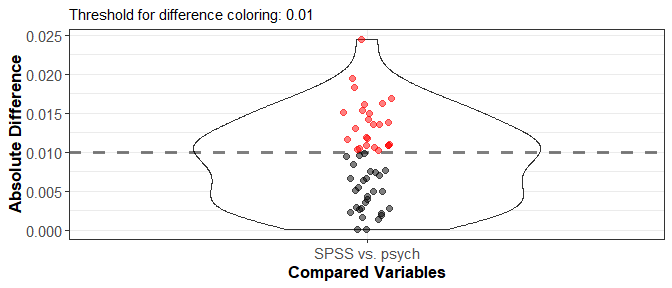 Threshold for difference coloring: 0.01
0.025
0.020
0.015
0.010
0.005
0.000
Absolute Difference
SPSS vs. psych
Compared Variables